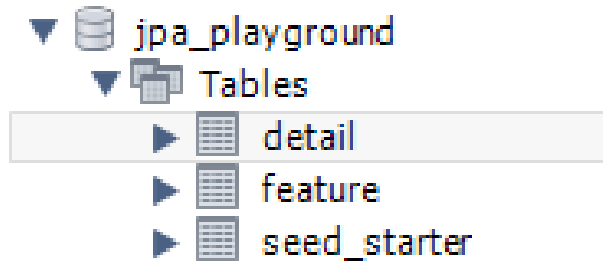 jpa_playground
Tables
detail
feature
seed_starter